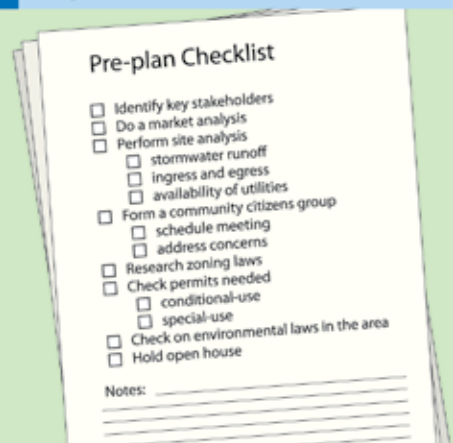 Pre-plan Checklist
Identify key stakeholders
Do a market analysis
Perform site analysis
stormwater runoff
ingress and egress
availability of utilities
Form a community citizens group
schedule meeting
address concerns
Research zoning laws
Check permits needed
conditional-use
special-use
Check on environmental laws in the area
Hold open house
Notes: